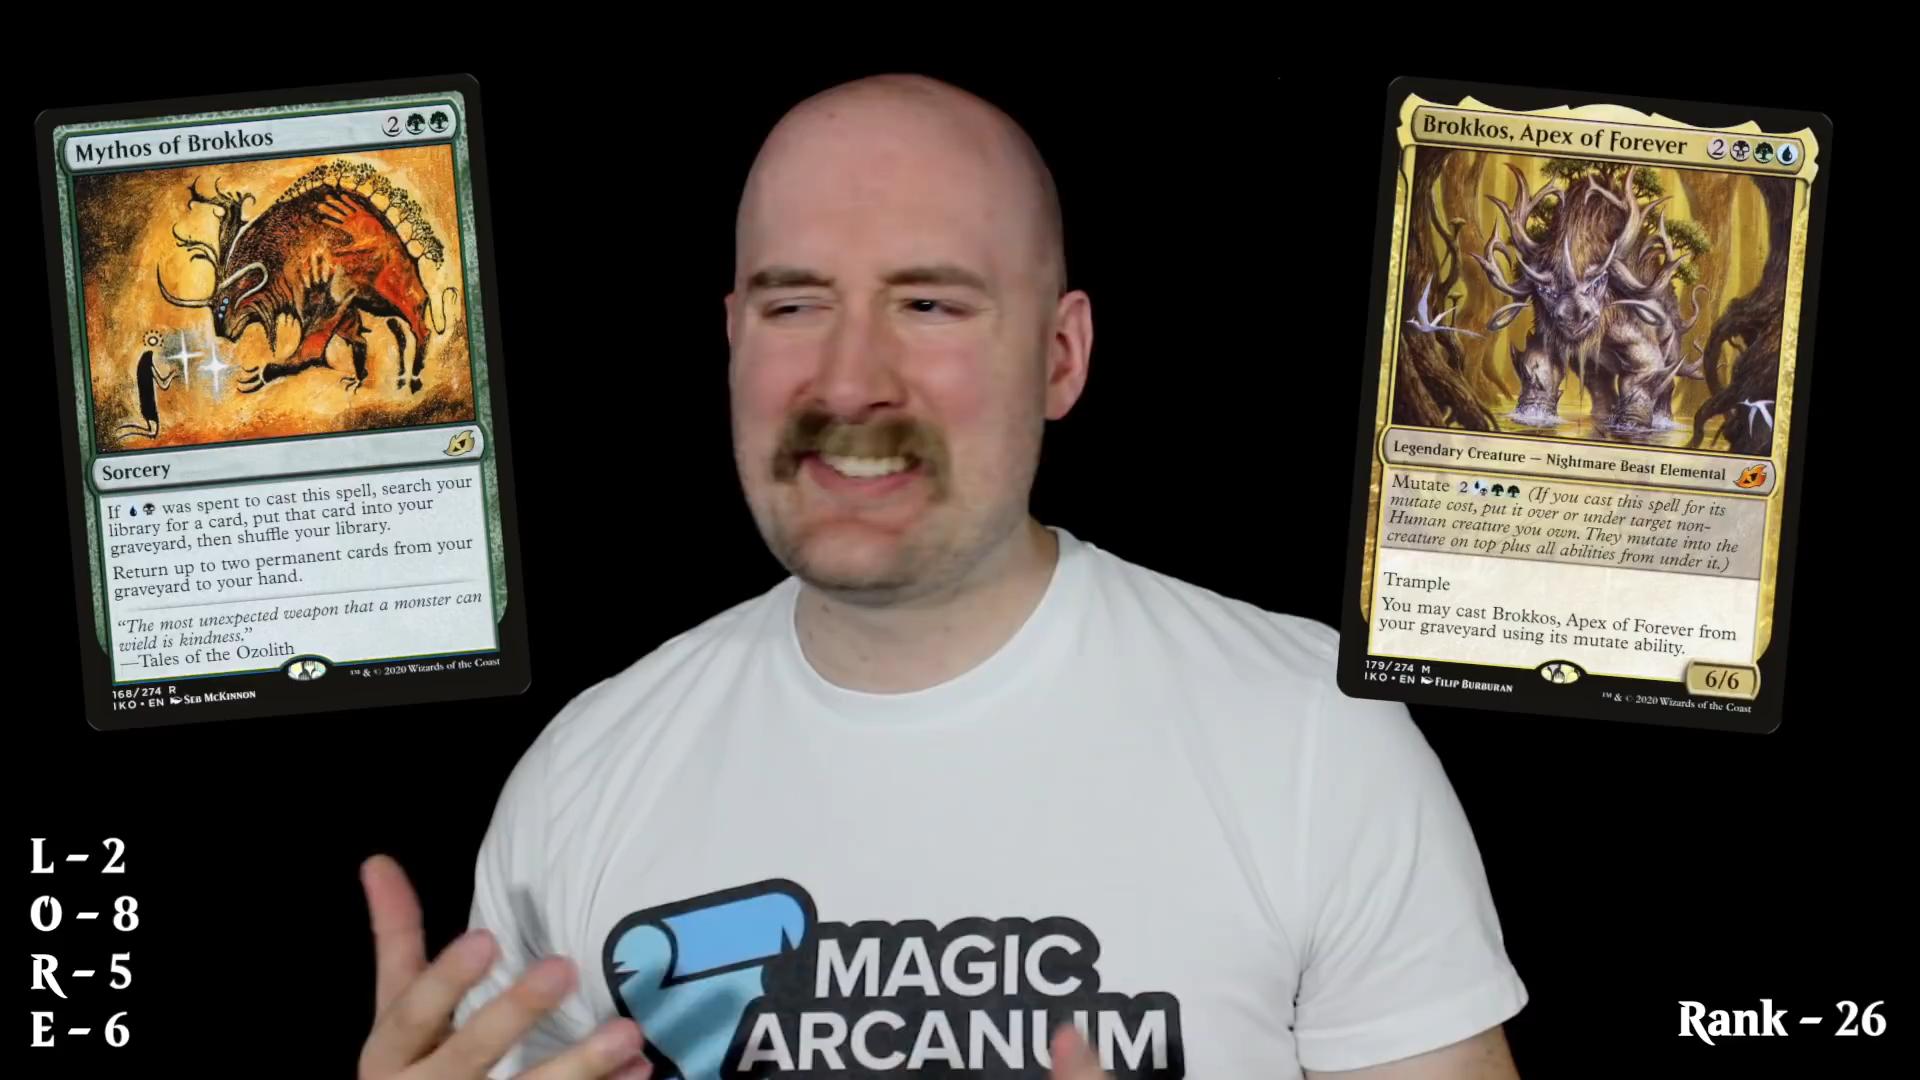 Mythos of Brokkos 2
Sorcery
If was spent to cast this spell, search your
library for a card, put that card into your
graveyard, then shuffle your library.
Return up to two permanent cards from your
graveyard to your hand.
“The most unexpected weapon that a monster can
wield is kindness.”
—Tales of the Ozolith
168/274 R
IKO • EN Seb McKinnon
™ & © 2020 Wizards of the Coast
Brokkos, Apex of Forever 2
Legendary Creature — Nightmare Beast Elemental
Mutate 2 (If you cast this spell for its
mutate cost, put it over or under target non-
Human creature you own. They mutate into the
creature on top plus all abilities from under it.)
Trample
You may cast Brokkos, Apex of Forever from
your graveyard using its mutate ability.
6/6
179/274 M
IKO • EN Filip Burburan
™ & © 2020 Wizards of the Coast
L – 2
O – 8
R – 5
E – 6
MAGIC
ARCANUM
Rank – 26